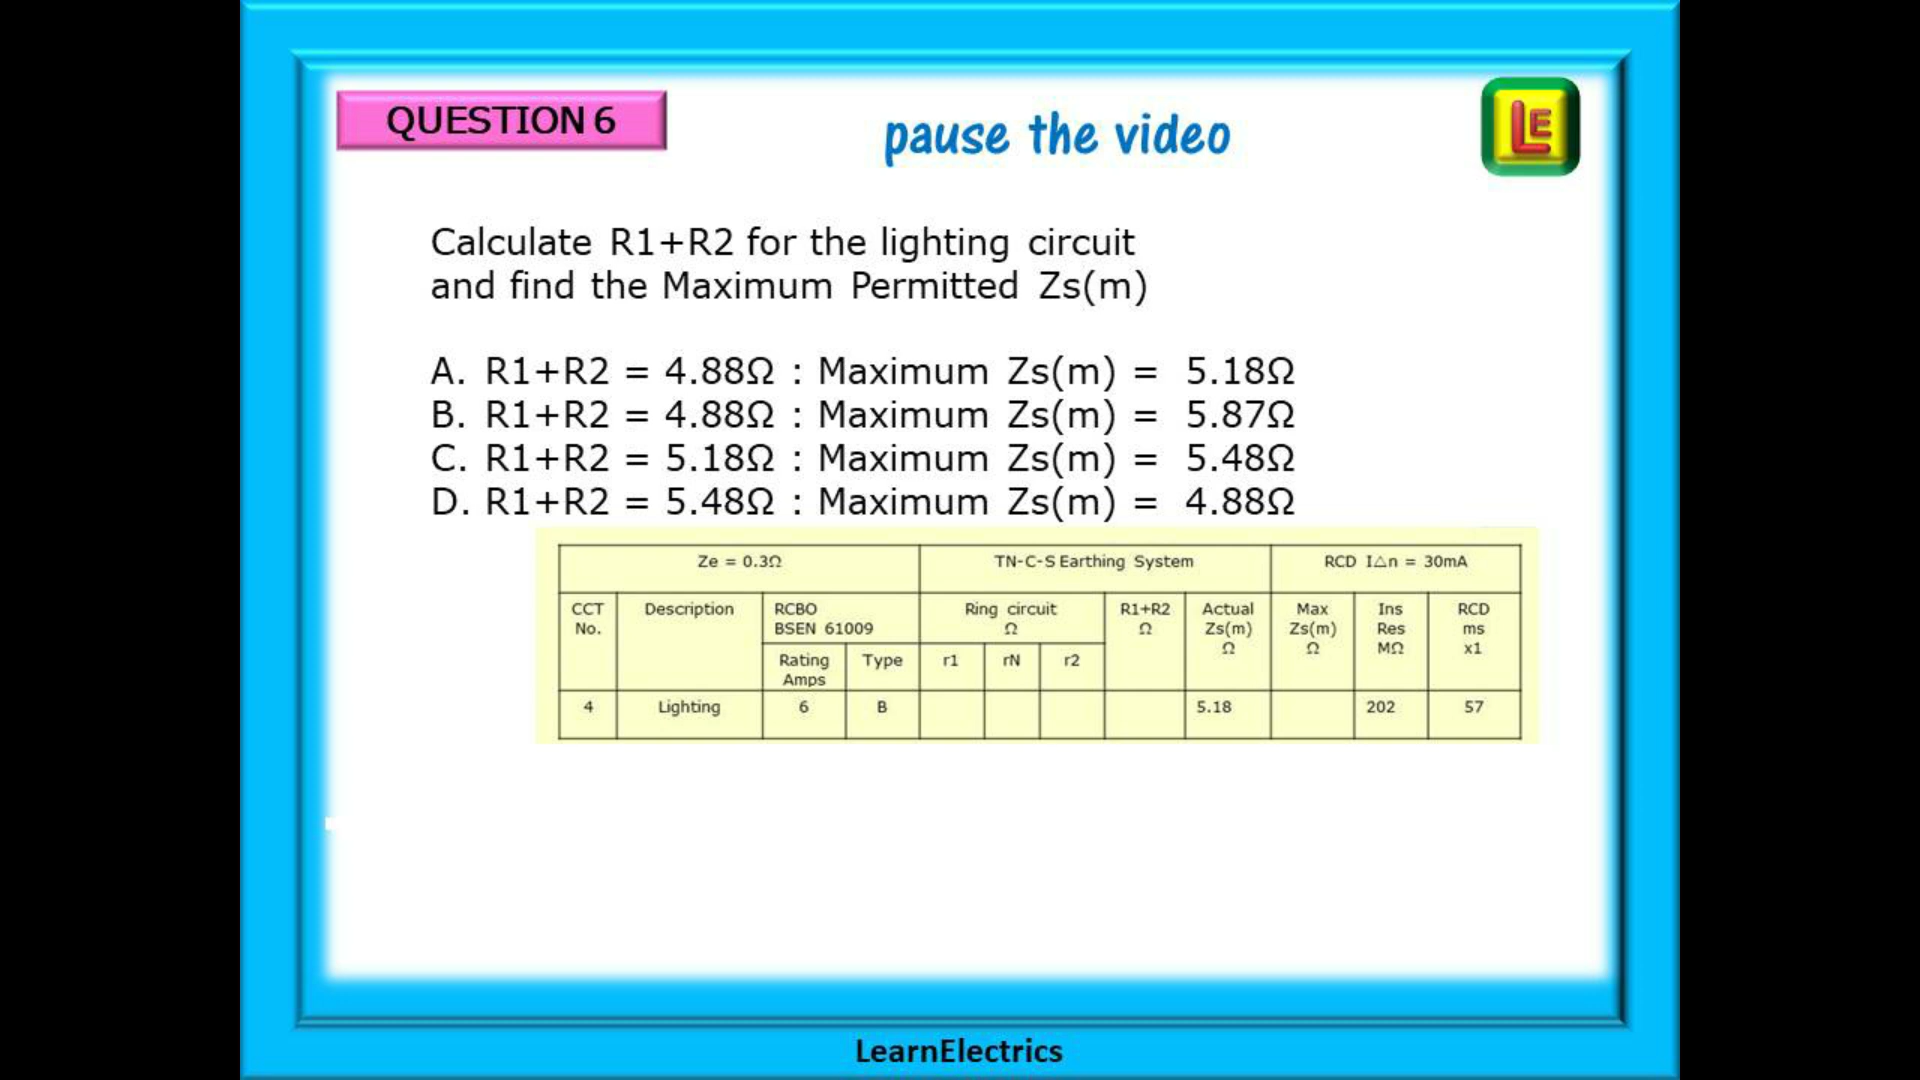 QUESTION 6
pause the video
LE
Calculate R1+R2 for the lighting circuit
and find the Maximum Permitted Zs(m)
A. R1+R2 = 4.88Ω : Maximum Zs(m) = 5.18Ω
B. R1+R2 = 4.88Ω : Maximum Zs(m) = 5.87Ω
C. R1+R2 = 5.18Ω : Maximum Zs(m) = 5.48Ω
D. R1+R2 = 5.48Ω : Maximum Zs(m) = 4.88Ω
Ze = 0.3Ω TN-C-S Earthing System RCD I△n = 30mA
CCT Description RCBO Ring circuit R1+R2 Actual Max Ins RCD
No. BSEN 61009 Ω Ω Zs(m) Zs(m) Res ms
Ω Ω MΩ x1
Rating Type r1 rN r2
Amps
4 Lighting 6 B 5.18 202 57
LearnElectrics